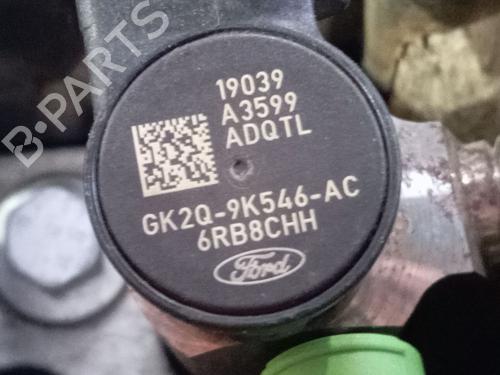 B-PARTS
19039
A3599
ADQTL
GK2Q-9K546-AC
6RB8CHH
Ford